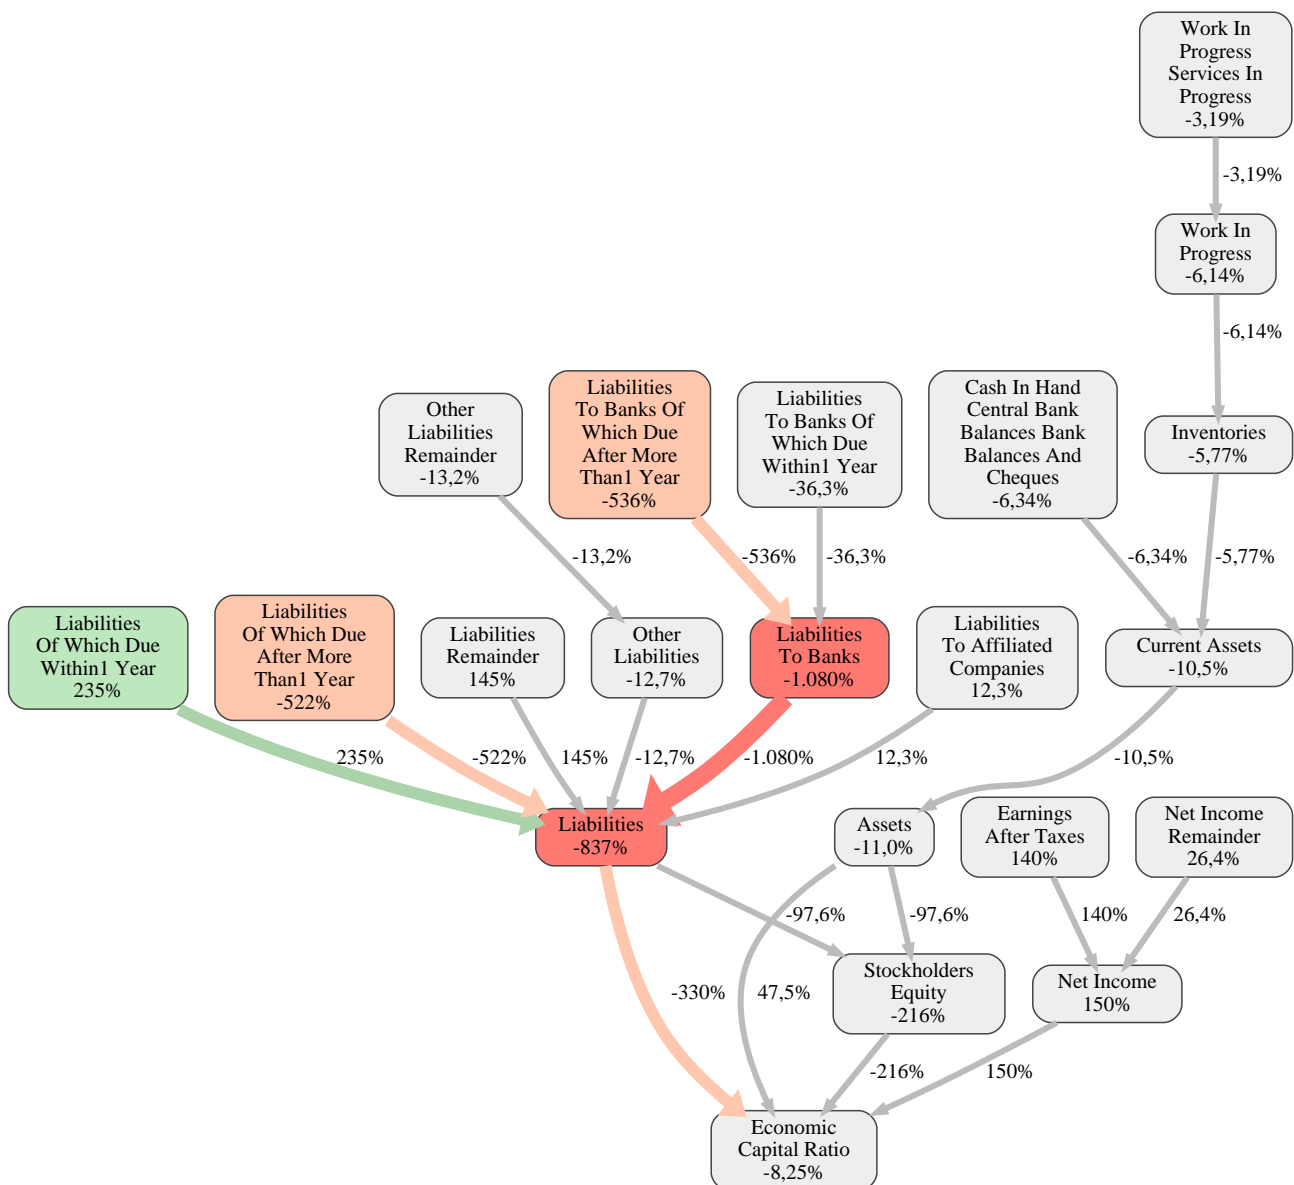 Work In
Progress
Services In
Progress
-3,19%
-3,19%
Work In
Progress
-6,14%
-6,14%
Other
Liabilities
Remainder
-13,2%
Liabilities
To Banks Of
Which Due
After More
Than1 Year
-536%
Liabilities
To Banks Of
Which Due
Within1 Year
-36,3%
Cash In Hand
Central Bank
Balances Bank
Balances And
Cheques
-6,34%
Inventories
-5,77%
-13,2%
-536%
-36,3%
-6,34%
-5,77%
Liabilities
Of Which Due
Within1 Year
235%
Liabilities
Of Which Due
After More
Than1 Year
-522%
Liabilities
Remainder
145%
Other
Liabilities
-12,7%
Liabilities
To Banks
-1.080%
Liabilities
To Affiliated
Companies
12,3%
Current Assets
-10,5%
235%
-522%
145%
-12,7%
-1.080%
12,3%
-10,5%
Liabilities
-837%
Assets
-11,0%
Earnings
After Taxes
140%
Net Income
Remainder
26,4%
-97,6%
-97,6%
140%
26,4%
Stockholders
Equity
-216%
Net Income
150%
-330%
47,5%
-216%
150%
Economic
Capital Ratio
-8,25%